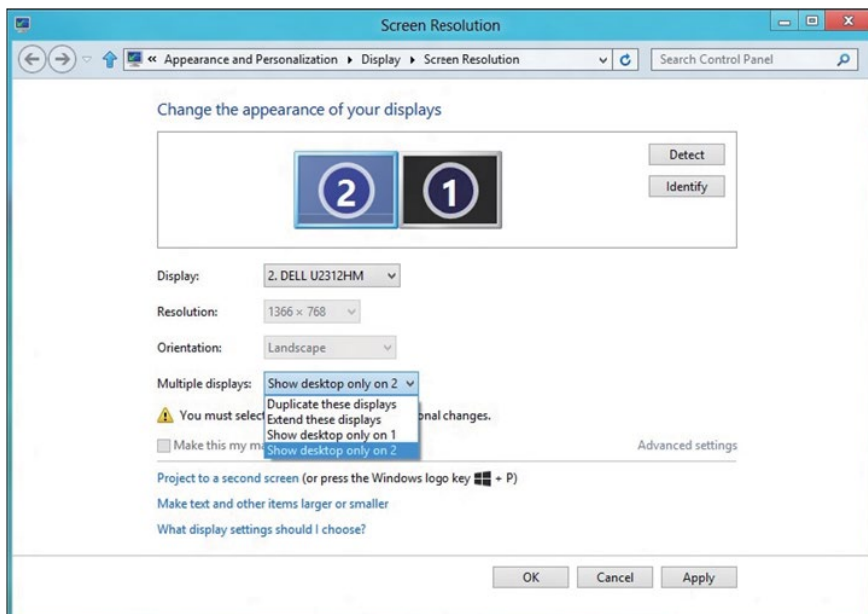 Screen Resolution
« Appearance and Personalization Display Screen Resolution Search Control Panel
Change the appearance of your displays
2 1
Detect
Identify
Display: 2. DELL U2312HM
Resolution: 1366 × 768
Orientation: Landscape
Multiple displays: Show desktop only on 2
Duplicate these displays
You must selec onal changes.
Extend these displays
Show desktop only on 1
Make this my ma Show desktop only on 2 Advanced settings
Project to a second screen (or press the Windows logo key + P)
Make text and other items larger or smaller
What display settings should I choose?
OK Cancel Apply